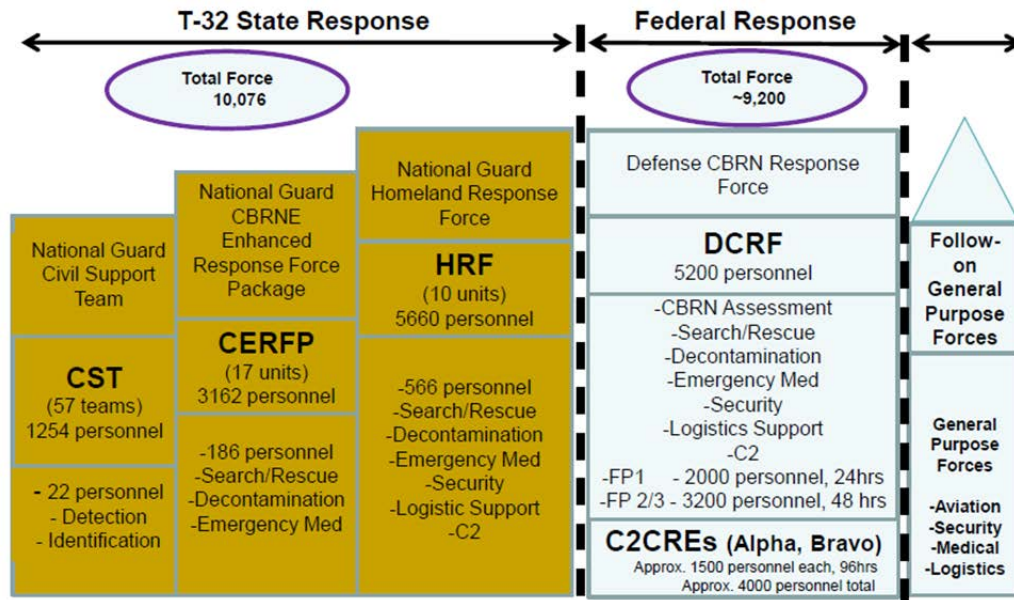 T-32 State Response
Federal Response
Total Force
10,076
Total Force
~9,200
National Guard
Civil Support
Team
CST
(57 teams)
1254 personnel
- 22 personnel
- Detection
- Identification
National Guard
CBRNE
Enhanced
Response Force
Package
CERFP
(17 units)
3162 personnel
-186 personnel
-Search/Rescue
-Decontamination
-Emergency Med
National Guard
Homeland Response
Force
HRF
(10 units)
5660 personnel
-566 personnel
-Search/Rescue
-Decontamination
-Emergency Med
-Security
-Logistic Support
-C2
Defense CBRN Response
Force
DCRF
5200 personnel
-CBRN Assessment
-Search/Rescue
-Decontamination
-Emergency Med
-Security
-Logistics Support
-C2
-FP1 - 2000 personnel, 24hrs
-FP 2/3 - 3200 personnel, 48 hrs
C2CREs (Alpha, Bravo)
Approx. 1500 personnel each, 96hrs
Approx. 4000 personnel total
Follow-
on
General
Purpose
Forces
General
Purpose
Forces
-Aviation
-Security
-Medical
-Logistics